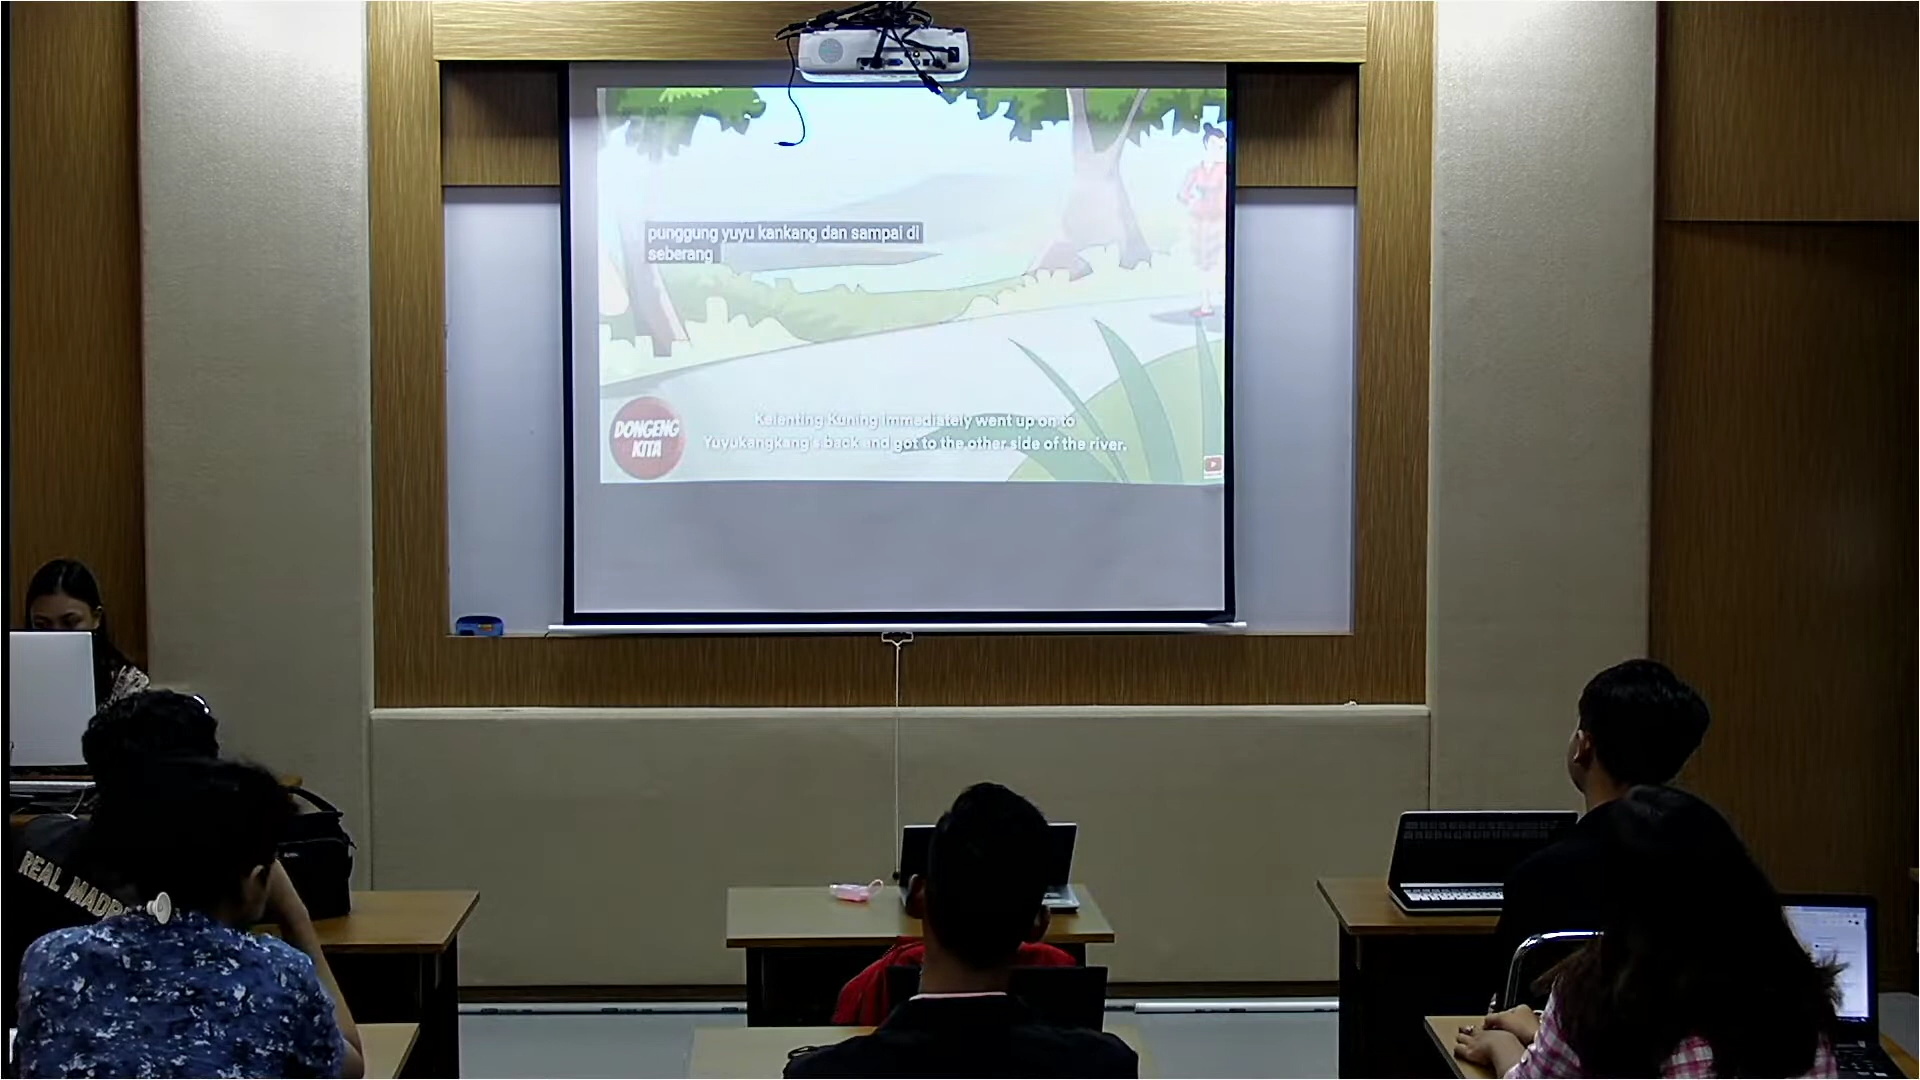 punggung yuyu kankang dan sampai di
seberang
DONGENG
KITA
Kalenting Kuning immediately went up on to
Yuyukangkang's back and got to the other side of the river.
REAL MADR